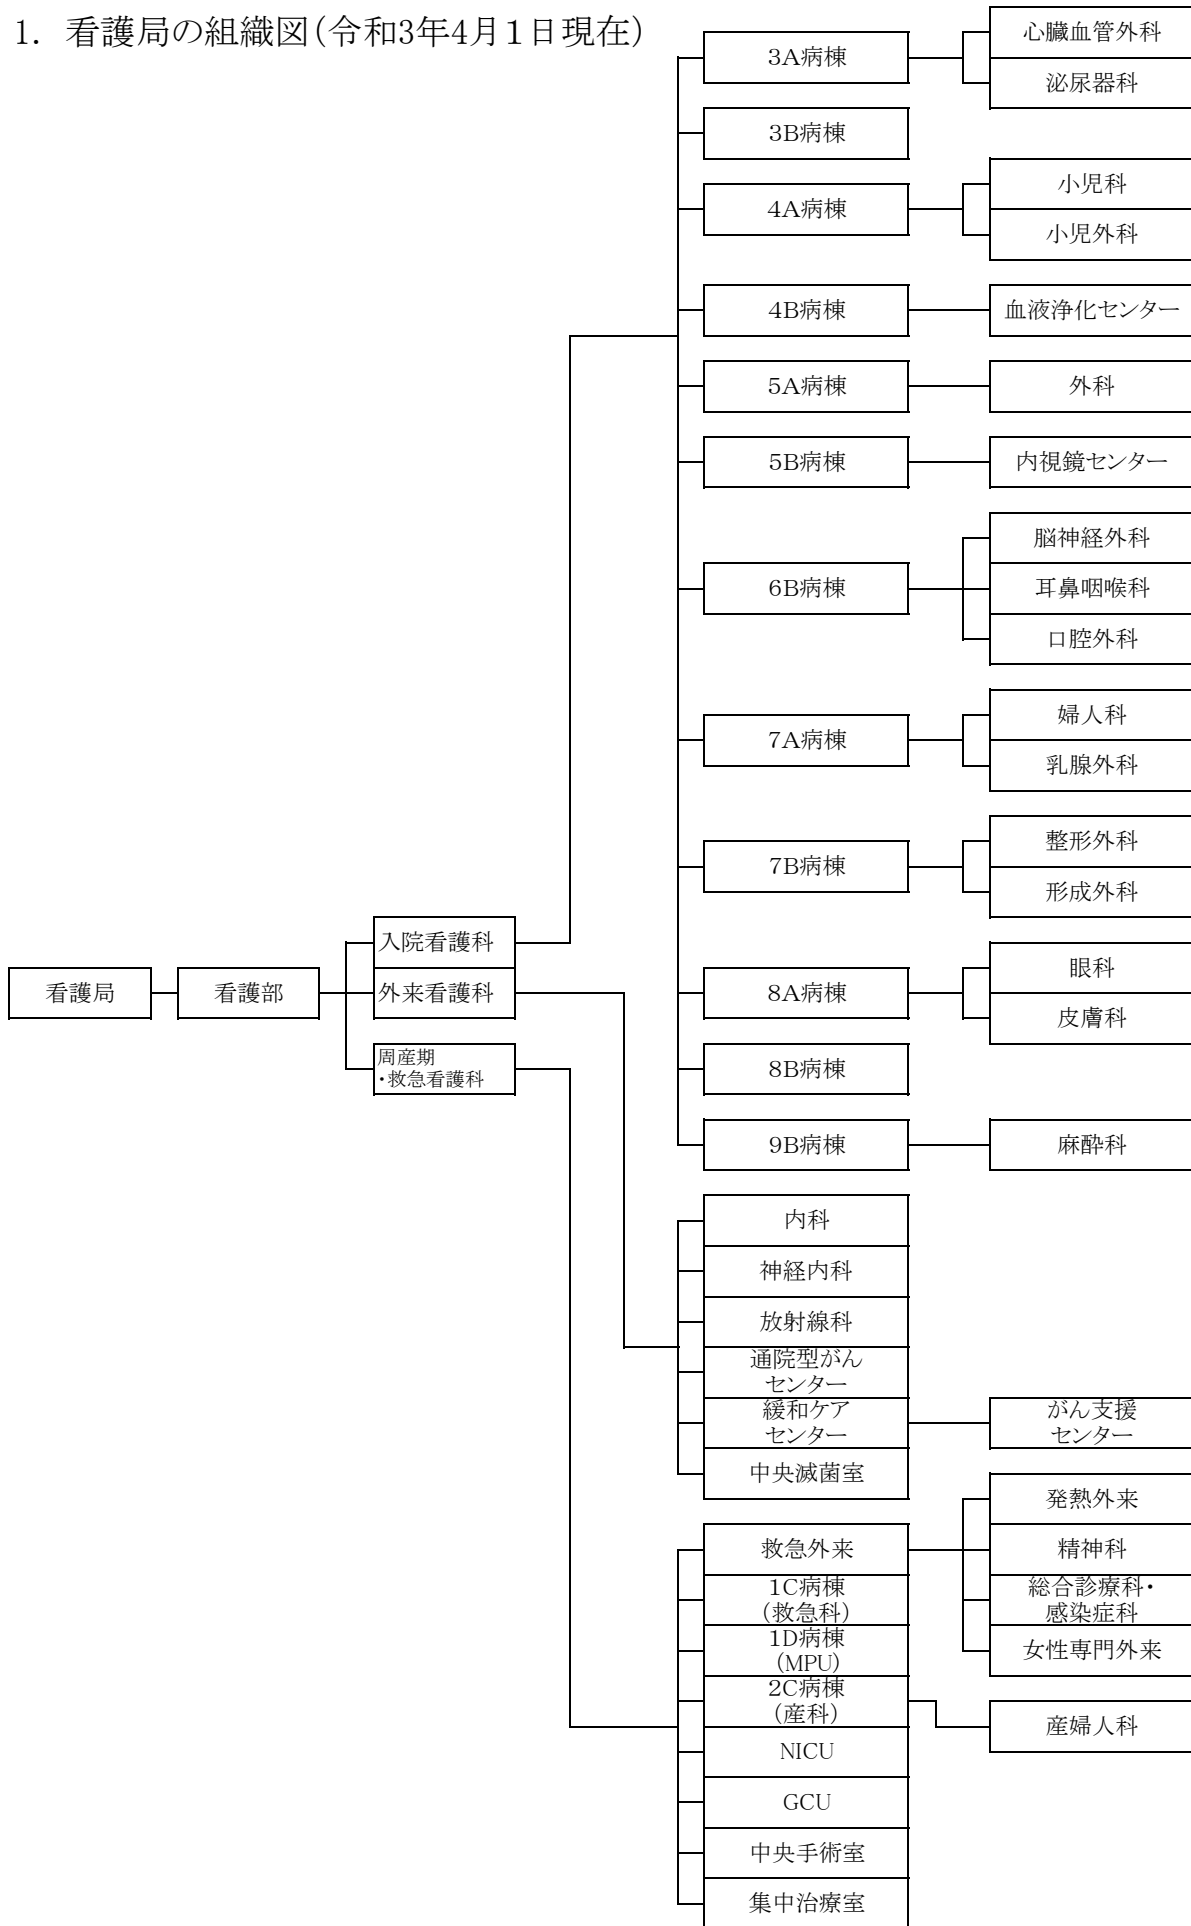 1. 看護局の組織図(令和3年4月1日現在)
3A病棟
心臓血管外科
泌尿器科
3B病棟
4A病棟
小児科
小児外科
4B病棟
血液浄化センター
5A病棟
外科
5B病棟
内視鏡センター
6B病棟
脳神経外科
耳鼻咽喉科
口腔外科
7A病棟
婦人科
乳腺外科
7B病棟
整形外科
形成外科
看護局
看護部
入院看護科
外来看護科
周産期
・救急看護科
8A病棟
眼科
皮膚科
8B病棟
9B病棟
麻酔科
内科
神経内科
放射線科
通院型がん
センター
緩和ケア
センター
がん支援
センター
中央滅菌室
救急外来
発熱外来
精神科
総合診療科・
感染症科
女性専門外来
1C病棟
(救急科)
1D病棟
(MPU)
2C病棟
(産科)
産婦人科
NICU
GCU
中央手術室
集中治療室